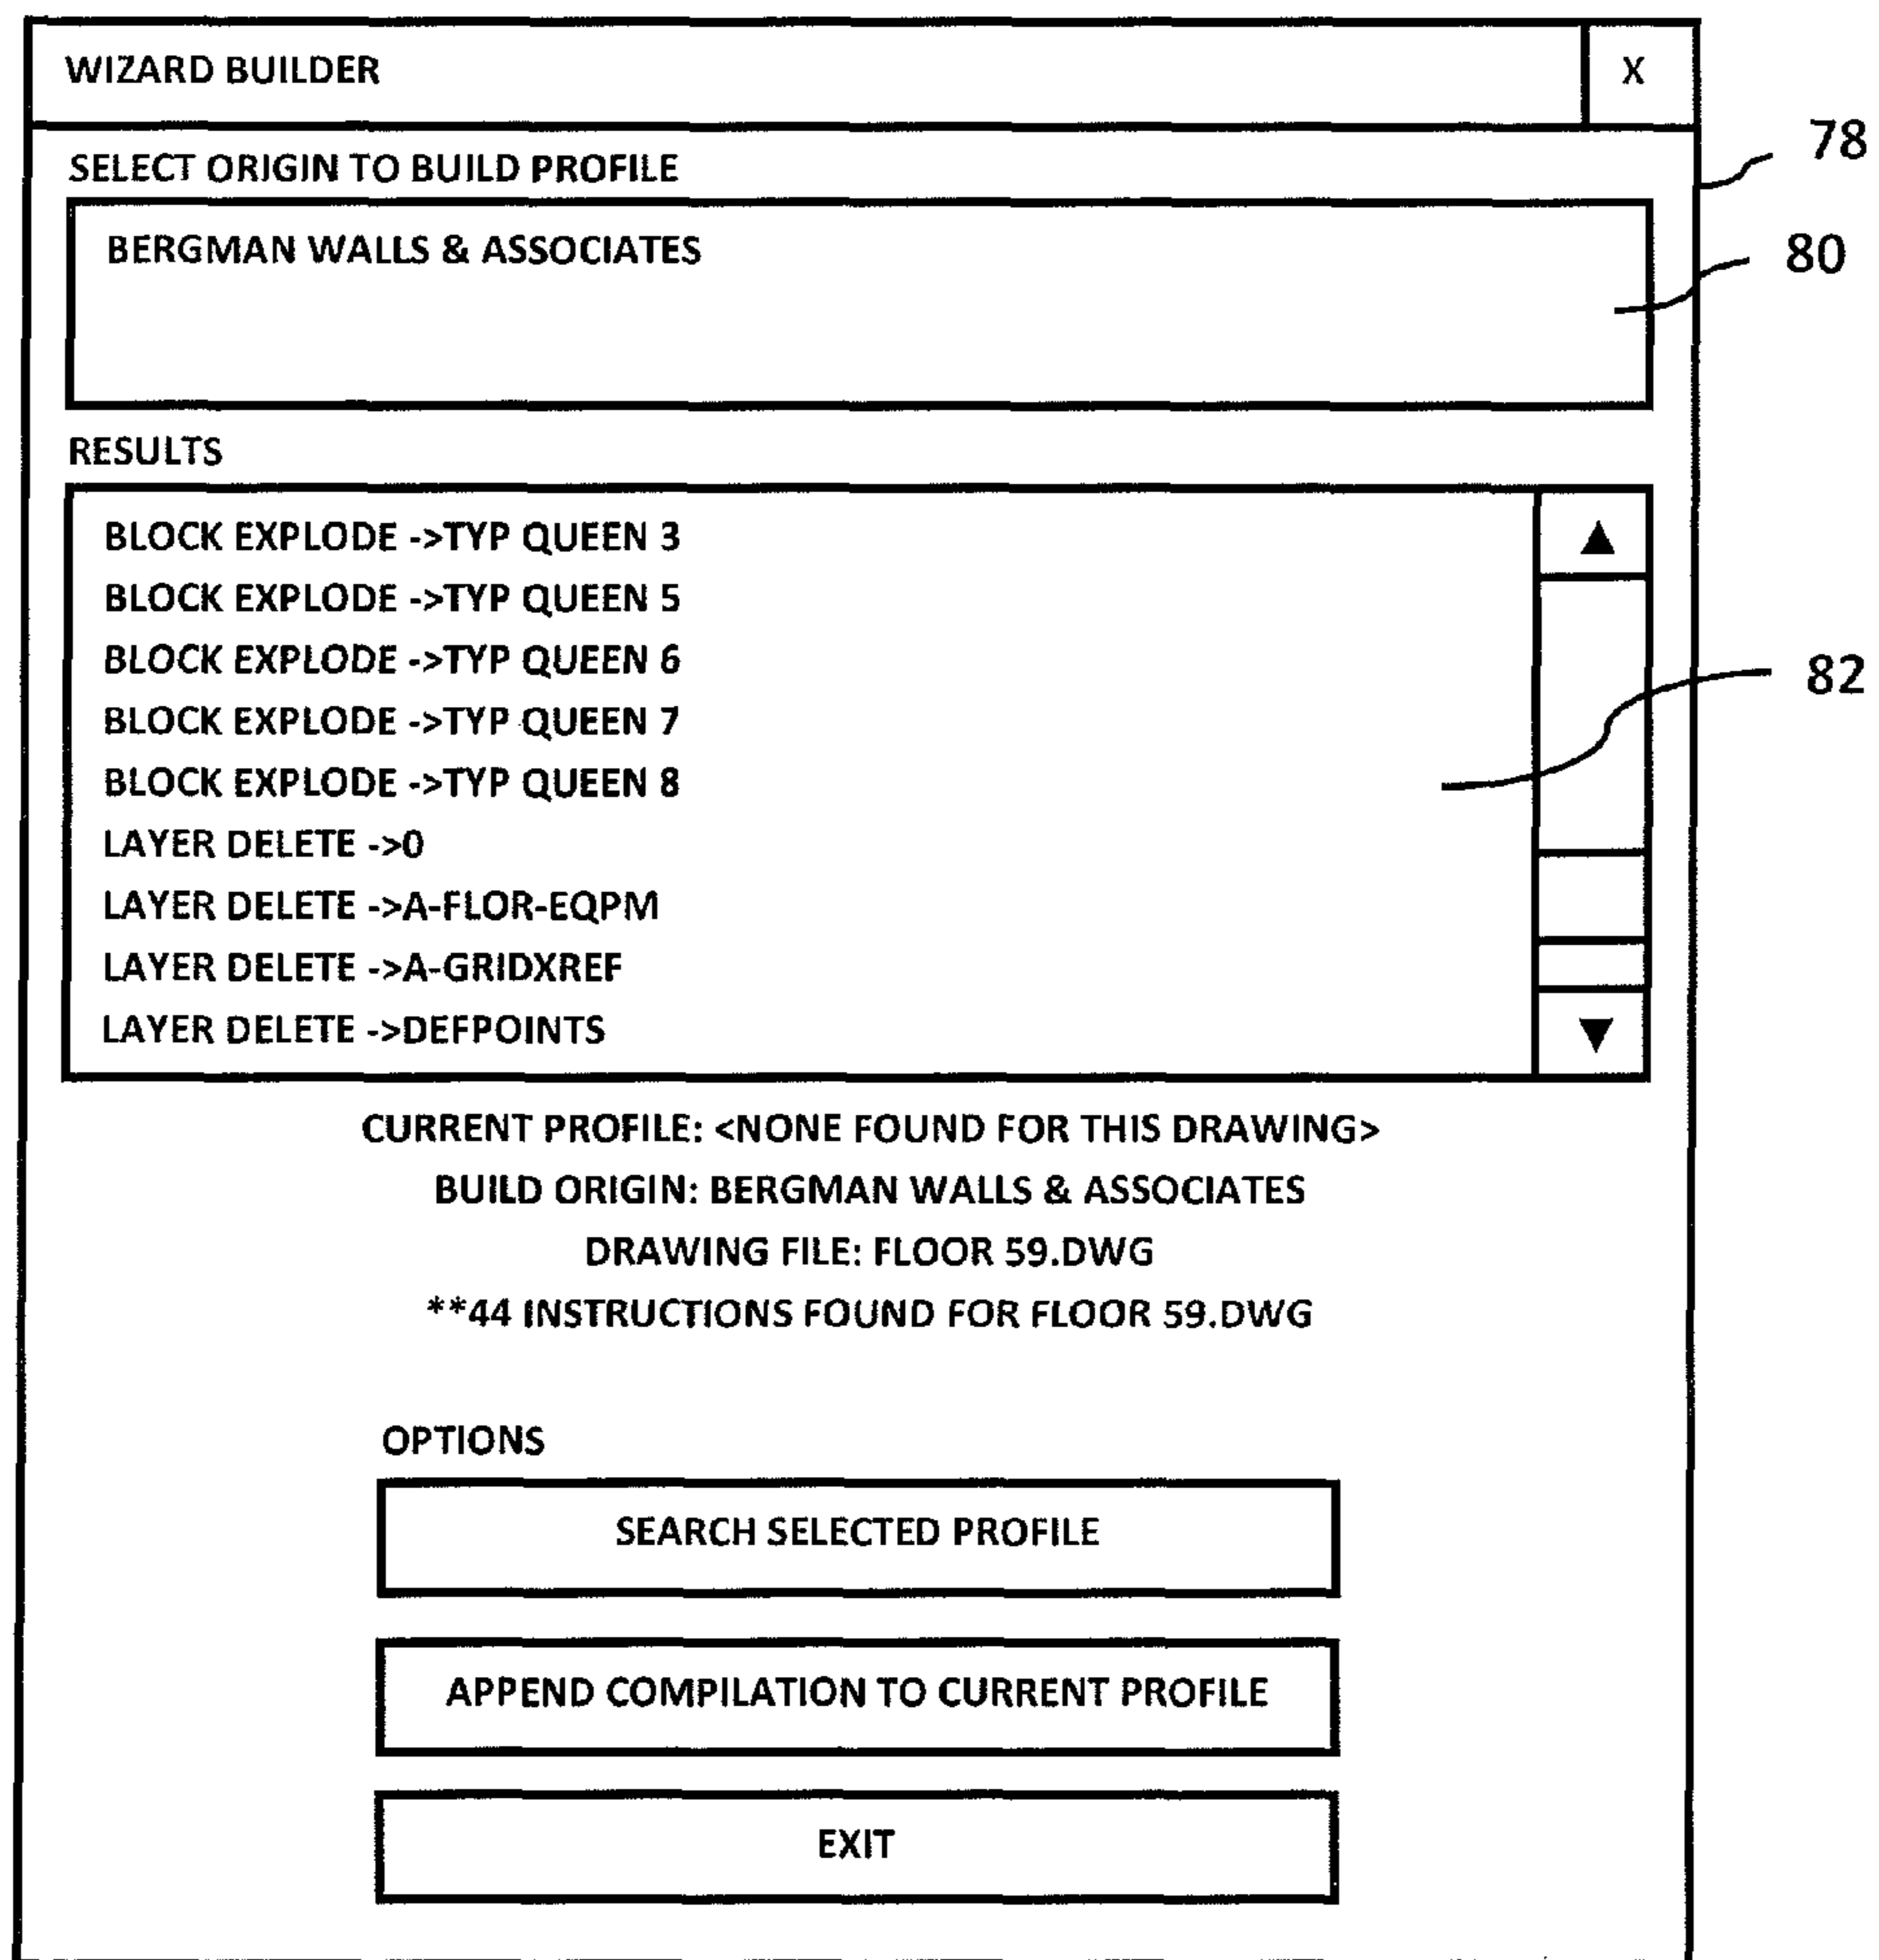 WIZARD BUILDER
X
78
SELECT ORIGIN TO BUILD PROFILE
80
BERGMAN WALLS & ASSOCIATES
RESULTS
BLOCK EXPLODE ->TYP QUEEN 3
BLOCK EXPLODE ->TYP QUEEN 5
BLOCK EXPLODE ->TYP QUEEN 6
82
BLOCK EXPLODE ->TYP QUEEN 7
BLOCK EXPLODE ->TYP QUEEN 8
LAYER DELETE ->0
LAYER DELETE ->A-FLOR-EQPM
LAYER DELETE ->A-GRIDXREF
LAYER DELETE ->DEFPOINTS
CURRENT PROFILE: <NONE FOUND FOR THIS DRAWING>
BUILD ORIGIN: BERGMAN WALLS & ASSOCIATES
DRAWING FILE: FLOOR 59.DWG
**44 INSTRUCTIONS FOUND FOR FLOOR 59.DWG
OPTIONS
SEARCH SELECTED PROFILE
APPEND COMPILATION TO CURRENT PROFILE
EXIT